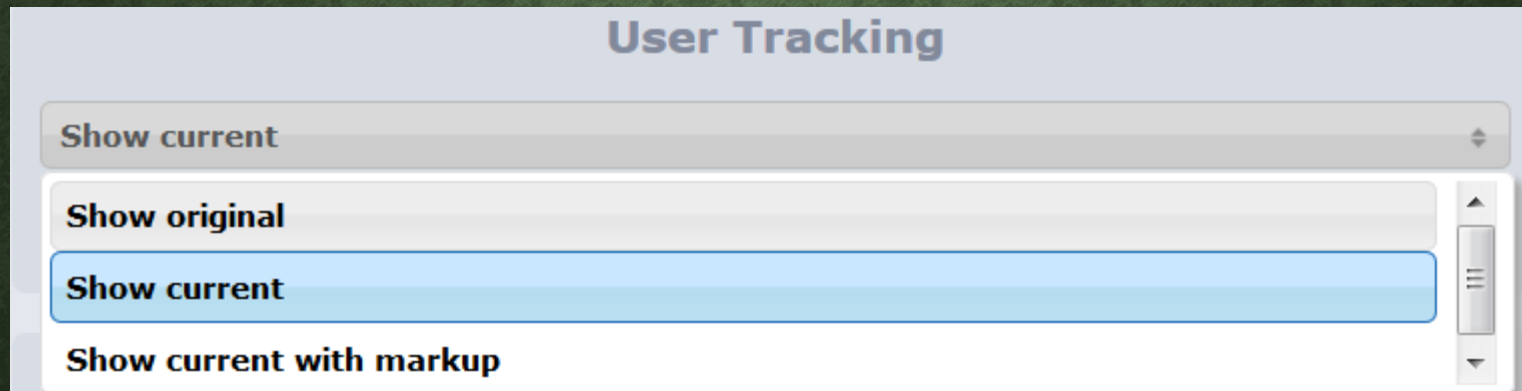 User Tracking
Show current
Show original
Show current
Show current with markup